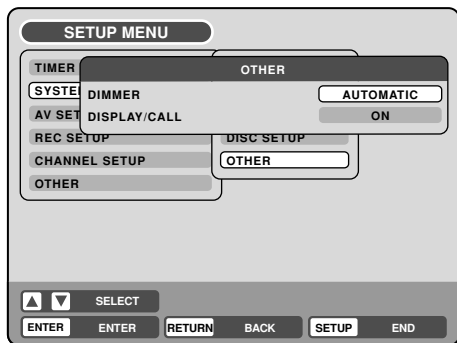 SETUP MENU
TIMER
OTHER
SYSTE
DIMMER
AUTOMATIC
AV SET
DISPLAY/CALL
ON
REC SETUP
DISC SETUP
CHANNEL SETUP
OTHER
OTHER
SELECT
ENTER ENTER RETURN BACK SETUP END